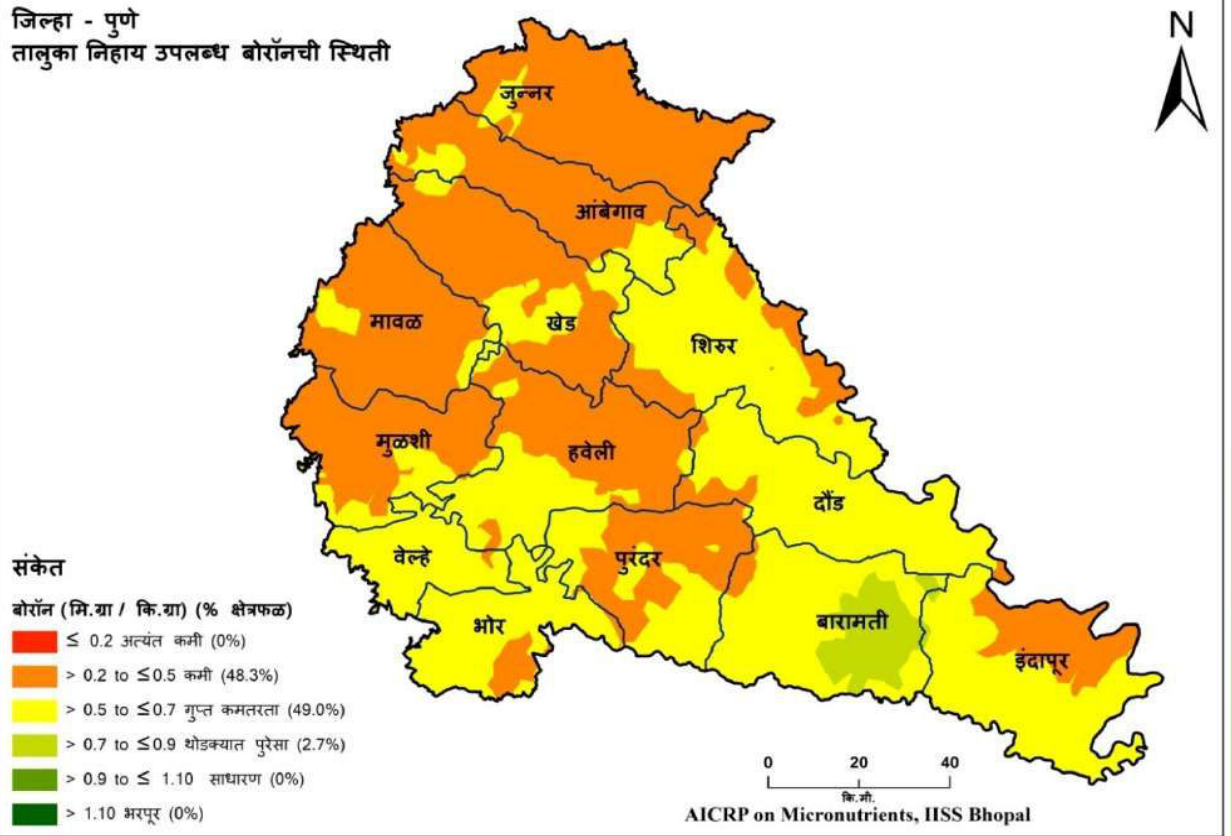 जिल्हा - पुणे
तालुका निहाय उपलब्ध बोरॉनची स्थिती
N
जुन्नर
आंबेगाव
मावळ
खेड
शिरुर
मुळशी
हवेली
दौंड
वेल्हे
पुरंदर
भोर
बारामती
इंदापूर
संकेत
बोरॉन (मि.ग्रा / कि.ग्रा) (% क्षेत्रफळ)
≤ 0.2 अत्यंत कमी (0%)
> 0.2 to ≤0.5 कमी (48.3%)
> 0.5 to ≤0.7 गुप्त कमतरता (49.0%)
> 0.7 to ≤0.9 थोडक्यात पुरेसा (2.7%)
> 0.9 to ≤ 1.10 साधारण (0%)
> 1.10 भरपूर (0%)
0 20 40
कि.मी.
AICRP on Micronutrients, IISS Bhopal